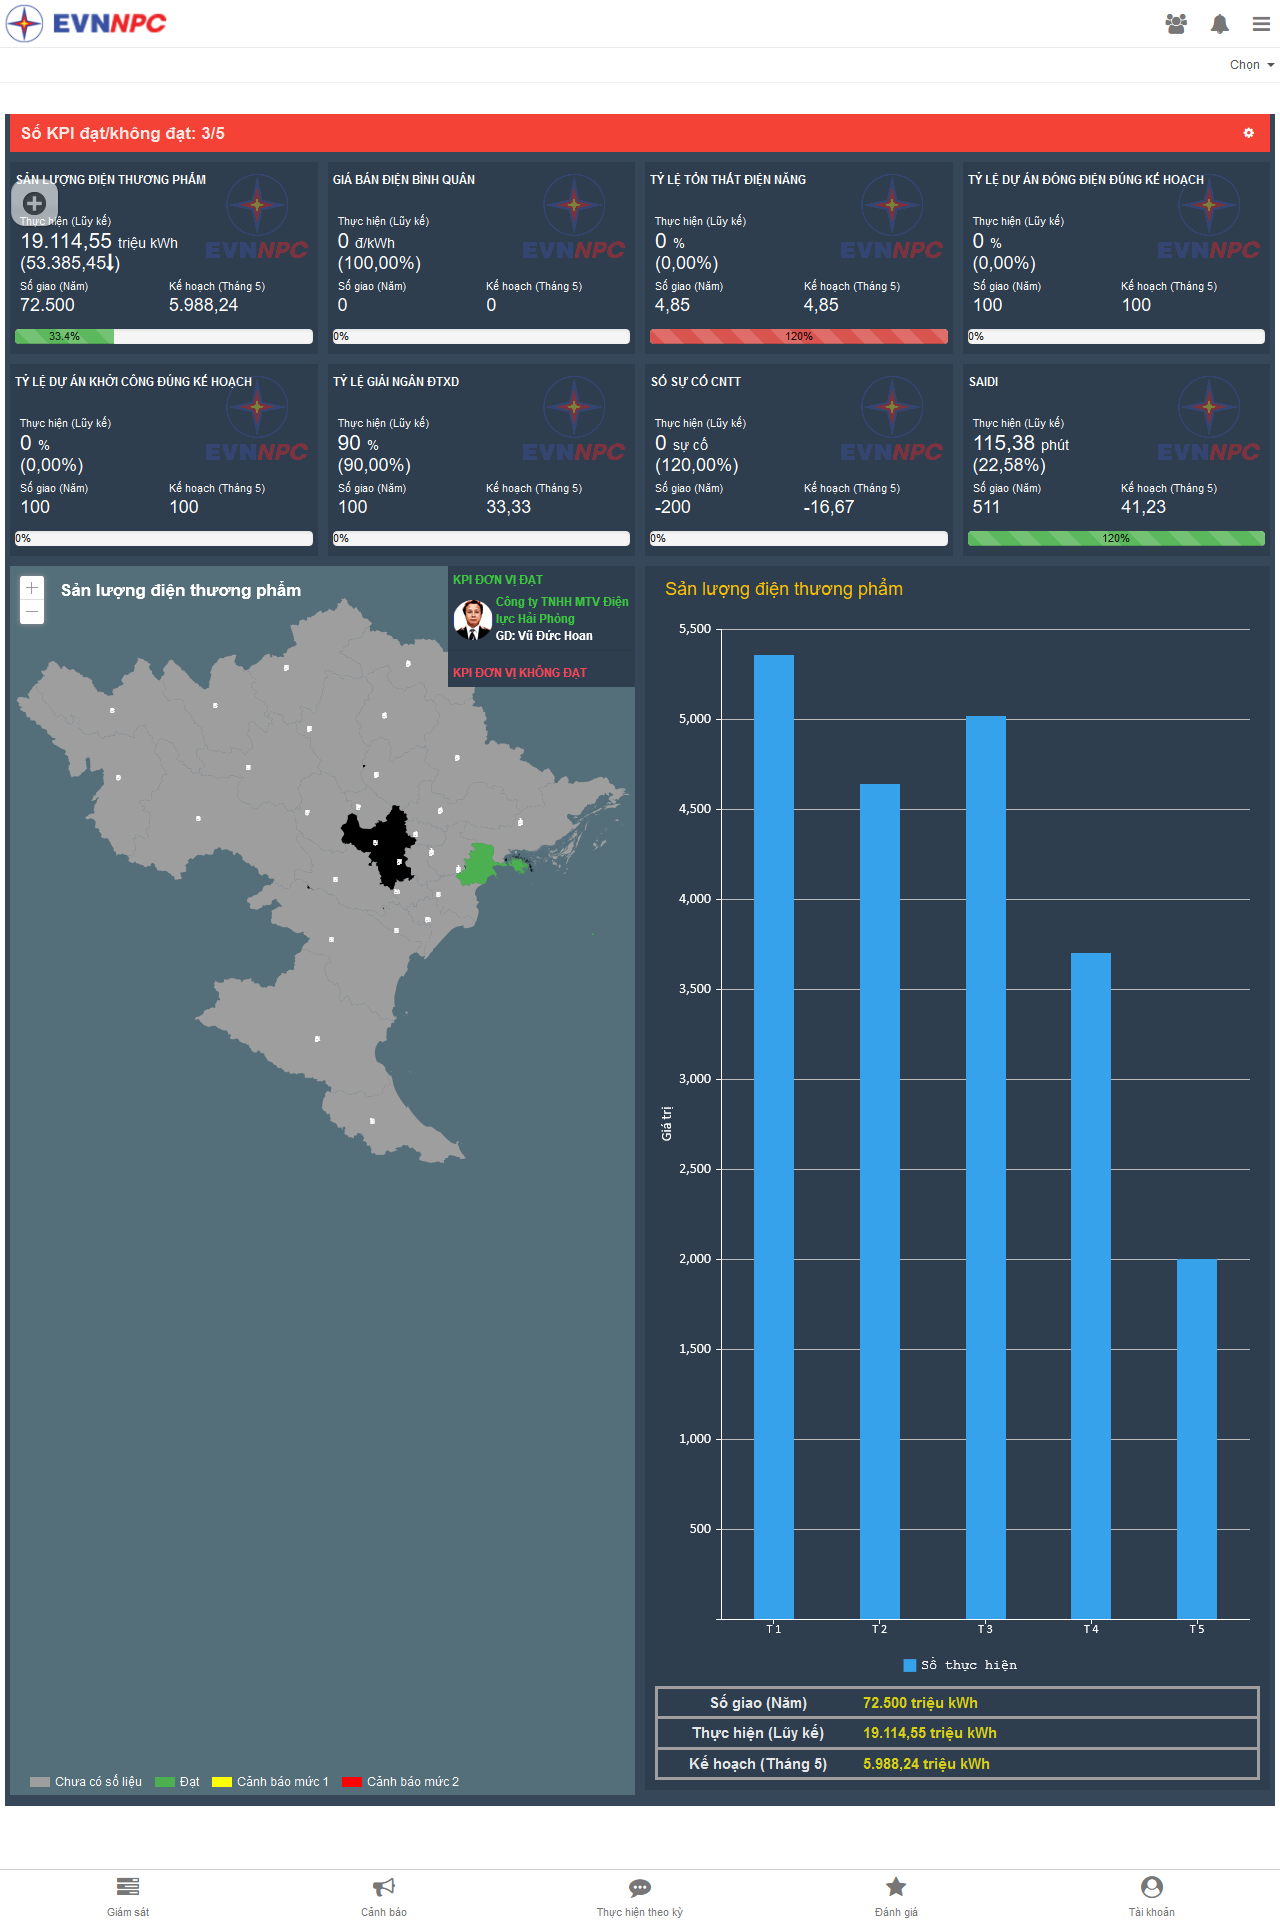 EVNNPC
Chọn
Số KPI đạt/không đạt: 3/5
SẢN LƯỢNG ĐIỆN THƯƠNG PHẨM
Thực hiện (Lũy kế)
19.114,55 triệu kWh
(53.385,45)
Số giao (Năm) Kế hoạch (Tháng 5)
72.500 5.988,24
33.4%
EVNNPC
GIÁ BÁN ĐIỆN BÌNH QUÂN
Thực hiện (Lũy kế)
0 đ/kWh
(100,00%)
Số giao (Năm) Kế hoạch (Tháng 5)
0 0
0%
EVNNPC
TỶ LỆ TỔN THẤT ĐIỆN NĂNG
Thực hiện (Lũy kế)
0 %
(0,00%)
Số giao (Năm) Kế hoạch (Tháng 5)
4,85 4,85
120%
EVNNPC
TỶ LỆ DỰ ÁN ĐÓNG ĐIỆN ĐÚNG KẾ HOẠCH
Thực hiện (Lũy kế)
0 %
(0,00%)
Số giao (Năm) Kế hoạch (Tháng 5)
100 100
0%
EVNNPC
TỶ LỆ DỰ ÁN KHỞI CÔNG ĐÚNG KẾ HOẠCH
Thực hiện (Lũy kế)
0 %
(0,00%)
Số giao (Năm) Kế hoạch (Tháng 5)
100 100
0%
EVNNPC
TỶ LỆ GIẢI NGÂN ĐTXD
Thực hiện (Lũy kế)
90 %
(90,00%)
Số giao (Năm) Kế hoạch (Tháng 5)
100 33,33
0%
EVNNPC
SỐ SỰ CỐ CNTT
Thực hiện (Lũy kế)
0 sự cố
(120,00%)
Số giao (Năm) Kế hoạch (Tháng 5)
-200 -16,67
0%
EVNNPC
SAIDI
Thực hiện (Lũy kế)
115,38 phút
(22,58%)
Số giao (Năm) Kế hoạch (Tháng 5)
511 41,23
120%
EVNNPC
Sản lượng điện thương phẩm
KPI ĐƠN VỊ ĐẠT
Công ty TNHH MTV Điện
lực Hải Phòng
GD: Vũ Đức Hoan
KPI ĐƠN VỊ KHÔNG ĐẠT
Chưa có số liệu Đạt Cảnh báo mức 1 Cảnh báo mức 2
Sản lượng điện thương phẩm
5,500
5,000
4,500
4,000
3,500
3,000
2,500
2,000
1,500
1,000
500
Giá trị
T1 T2 T3 T4 T5
Số thực hiện
Số giao (Năm) 72.500 triệu kWh
Thực hiện (Lũy kế) 19.114,55 triệu kWh
Kế hoạch (Tháng 5) 5.988,24 triệu kWh
Giám sát Cảnh báo Thực hiện theo kỳ Đánh giá Tài khoản